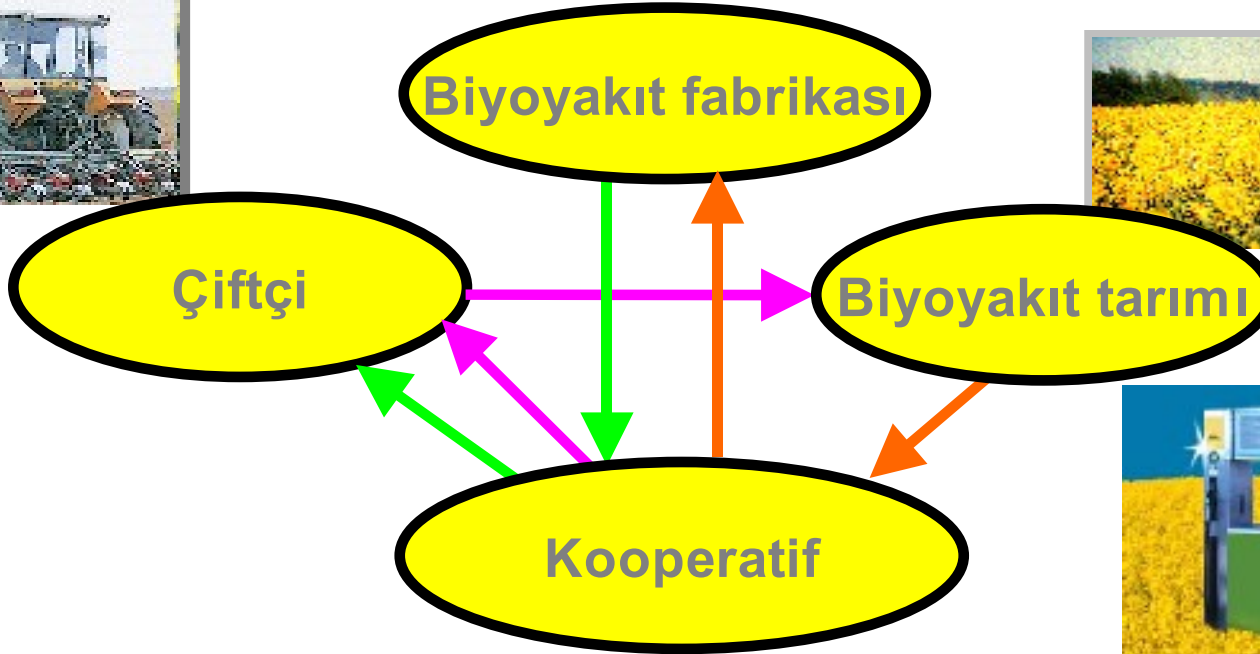 Biyoyakıt fabrikası
Çiftçi
Biyoyakıt tarımı
Kooperatif